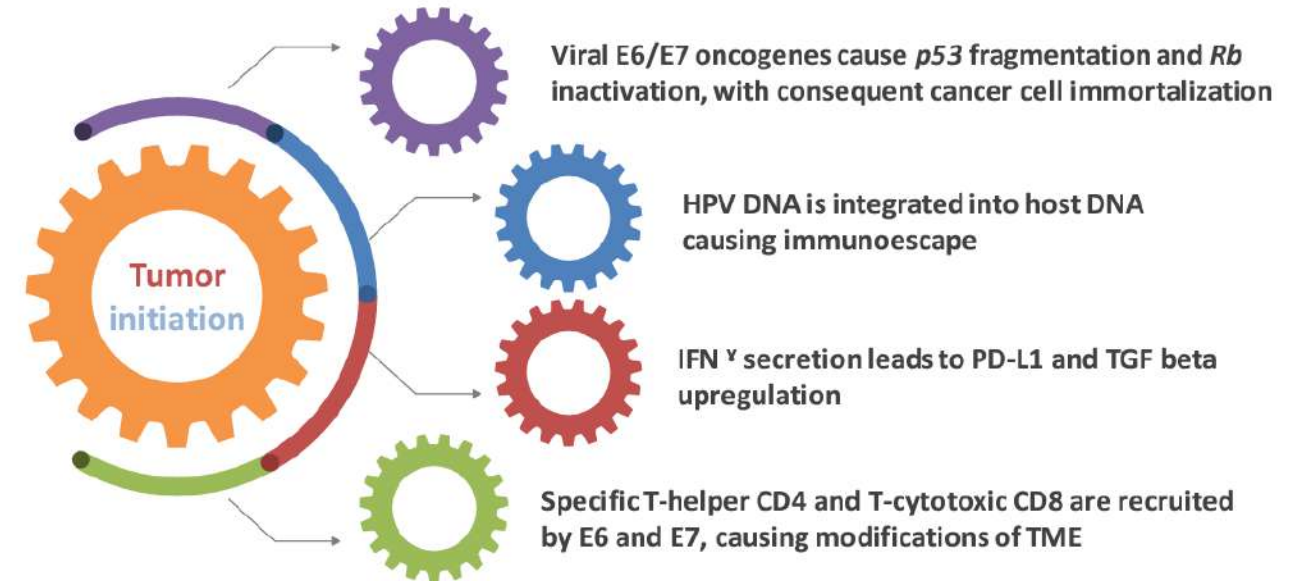 Viral E6/E7 oncogenes cause p53 fragmentation and Rb
inactivation, with consequent cancer cell immortalization
HPV DNA is integrated into host DNA
causing immunoescape
Tumor
initiation
IFN ᵞ secretion leads to PD-L1 and TGF beta
upregulation
Specific T-helper CD4 and T-cytotoxic CD8 are recruited
by E6 and E7, causing modifications of TME